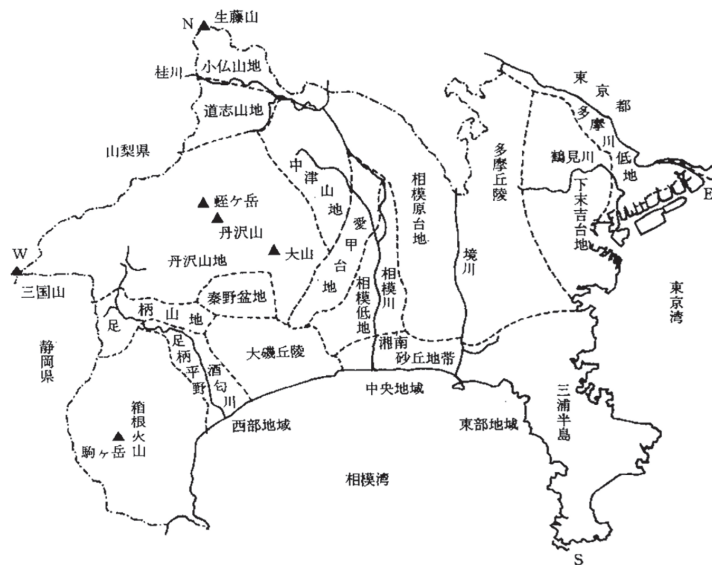 N
生藤山
小仏山地
桂川
道志山地
山梨県
蛭ケ岳
丹沢山
大山
丹沢山地
W
三国山
中津山地
愛甲台地
相模原台地
相模川
相模低地
境川
多摩丘陵
東京都
多摩川低地
鶴見川
下末吉台地
E
東京湾
秦野盆地
足柄山地
足柄平野
酒匂川
大磯丘陵
湘南
砂丘地帯
静岡県
箱根火山
駒ヶ岳
西部地域
中央地域
東部地域
三浦半島
相模湾
S